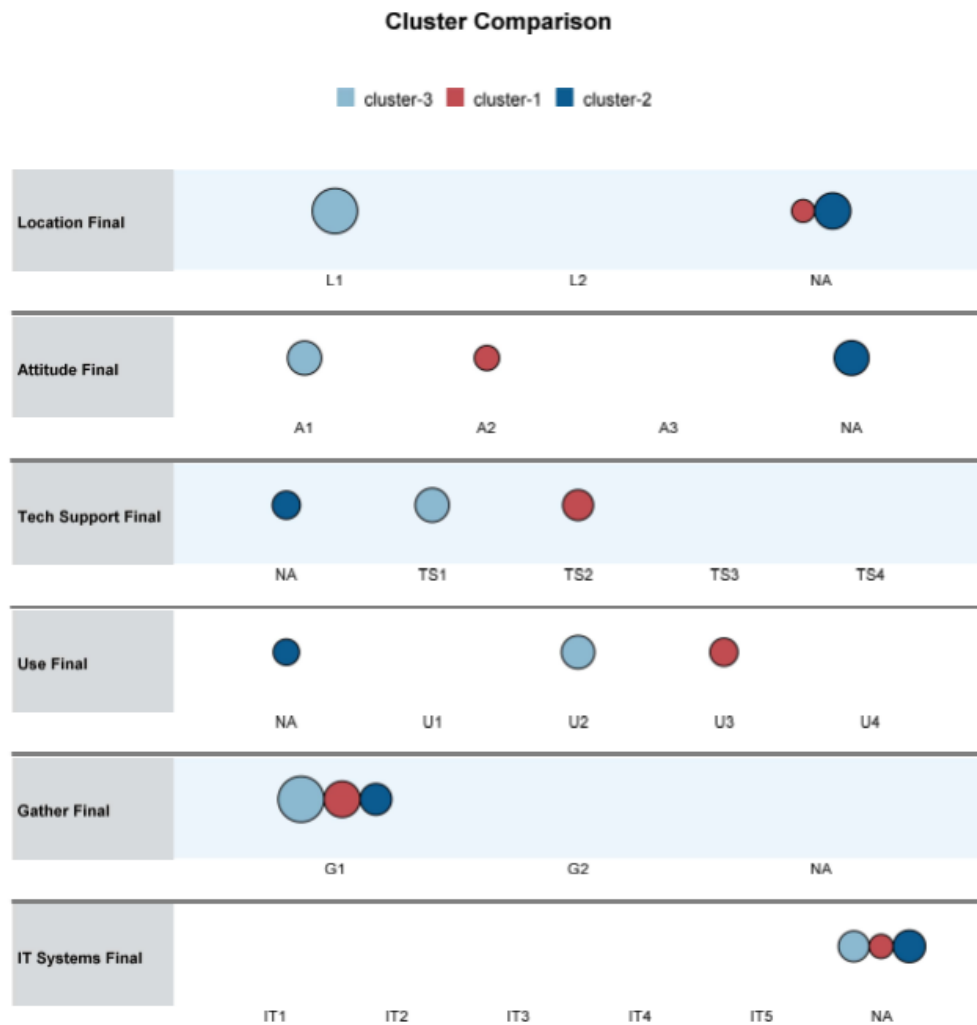 Cluster Comparison
cluster-3 cluster-1 cluster-2
Location Final
L1 L2 NA
Attitude Final
A1 A2 A3 NA
Tech Support Final
NA TS1 TS2 TS3 TS4
Use Final
NA U1 U2 U3 U4
Gather Final
G1 G2 NA
IT Systems Final
IT1 IT2 IT3 IT4 IT5 NA